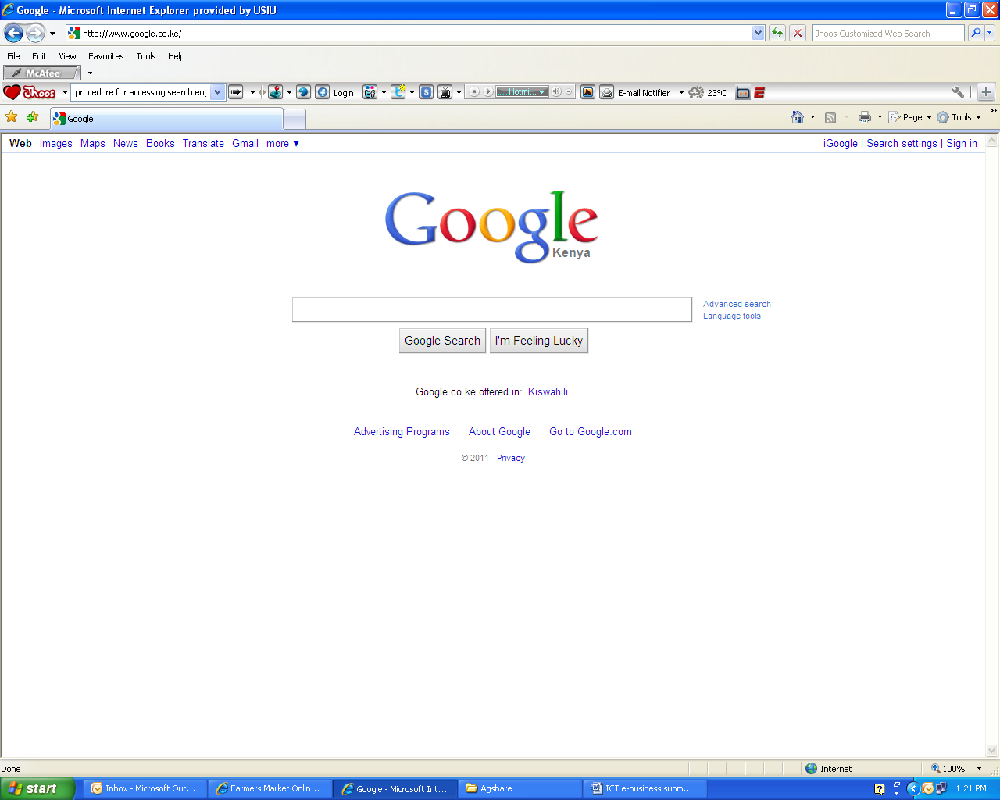 Google - Microsoft Internet Explorer provided by USIU
http://www.google.co.ke/
Jhoos Customized Web Search
File Edit View Favorites Tools Help
McAfee
Jhoos procedure for accessing search eng Login Hotmi... E-mail Notifier 23°C
Google
Page Tools
Web Images Maps News Books Translate Gmail more ▼
iGoogle | Search settings | Sign in
Google
Kenya
Advanced search
Language tools
Google Search I'm Feeling Lucky
Google.co.ke offered in: Kiswahili
Advertising Programs About Google Go to Google.com
© 2011 - Privacy
Done Internet 100%
start Inbox - Microsoft Out... Farmers Market Onlin... Google - Microsoft Int... Agshare ICT e-business subm... 1:21 PM